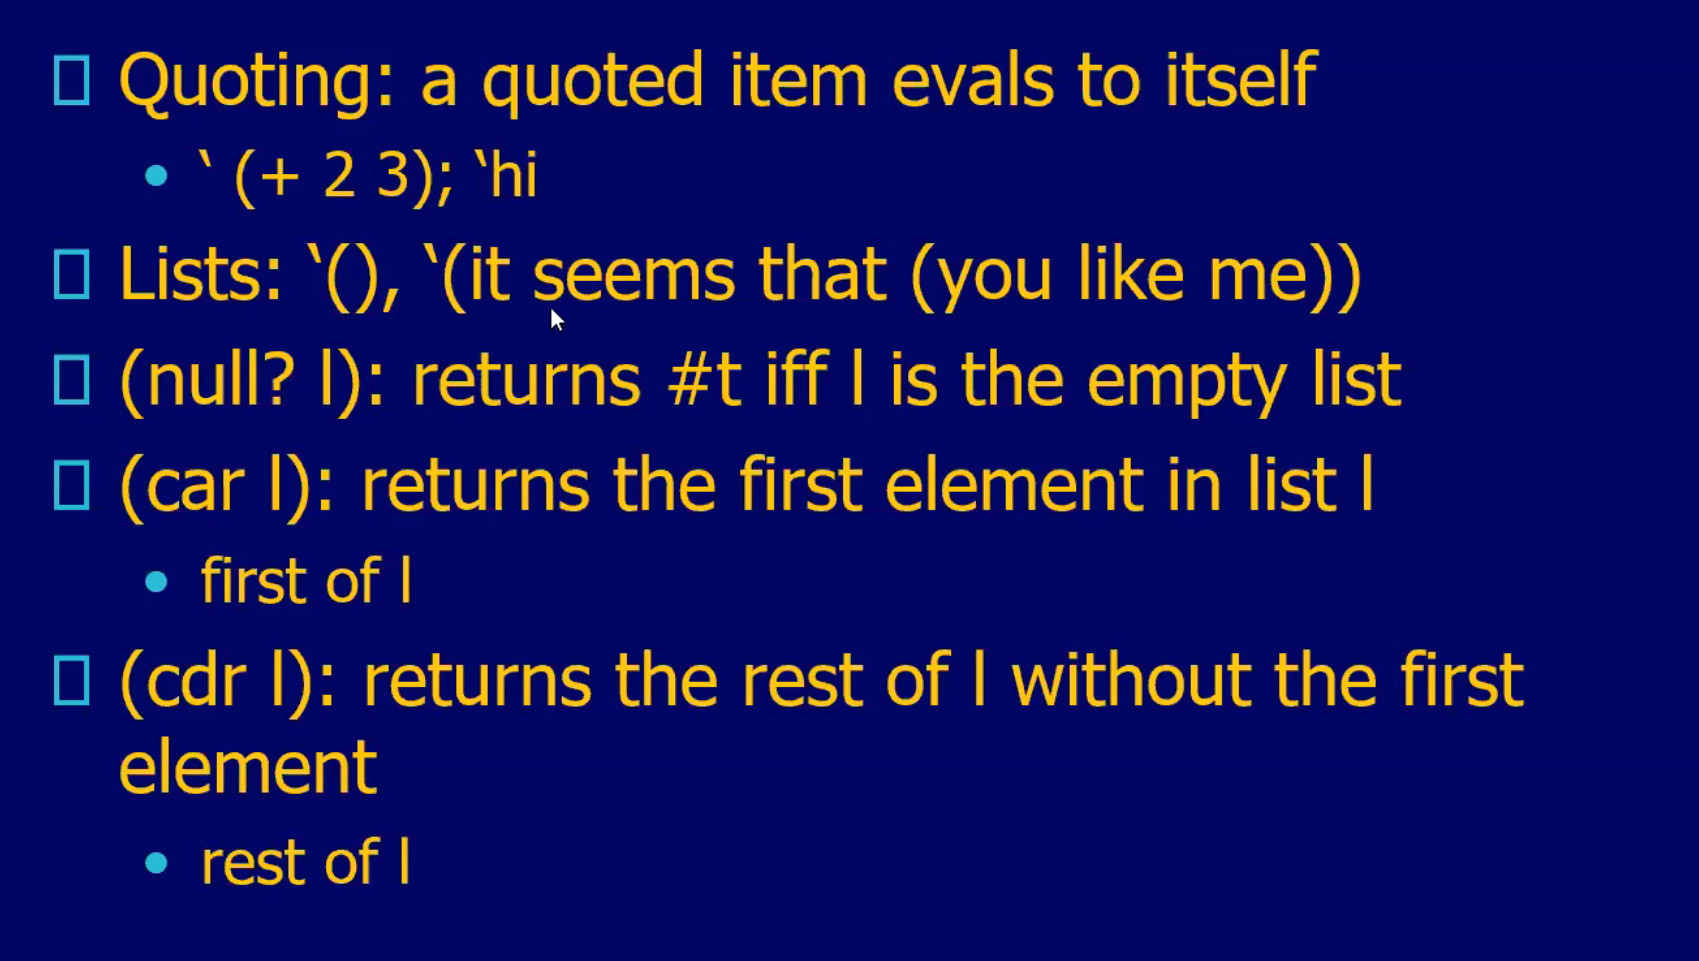 Quoting: a quoted item evals to itself
‛ (+ 2 3); ‛hi
Lists: ‛(), ‛(it seems that (you like me))
(null? l): returns #t iff l is the empty list
(car l): returns the first element in list l
first of l
(cdr l): returns the rest of l without the first
element
rest of l